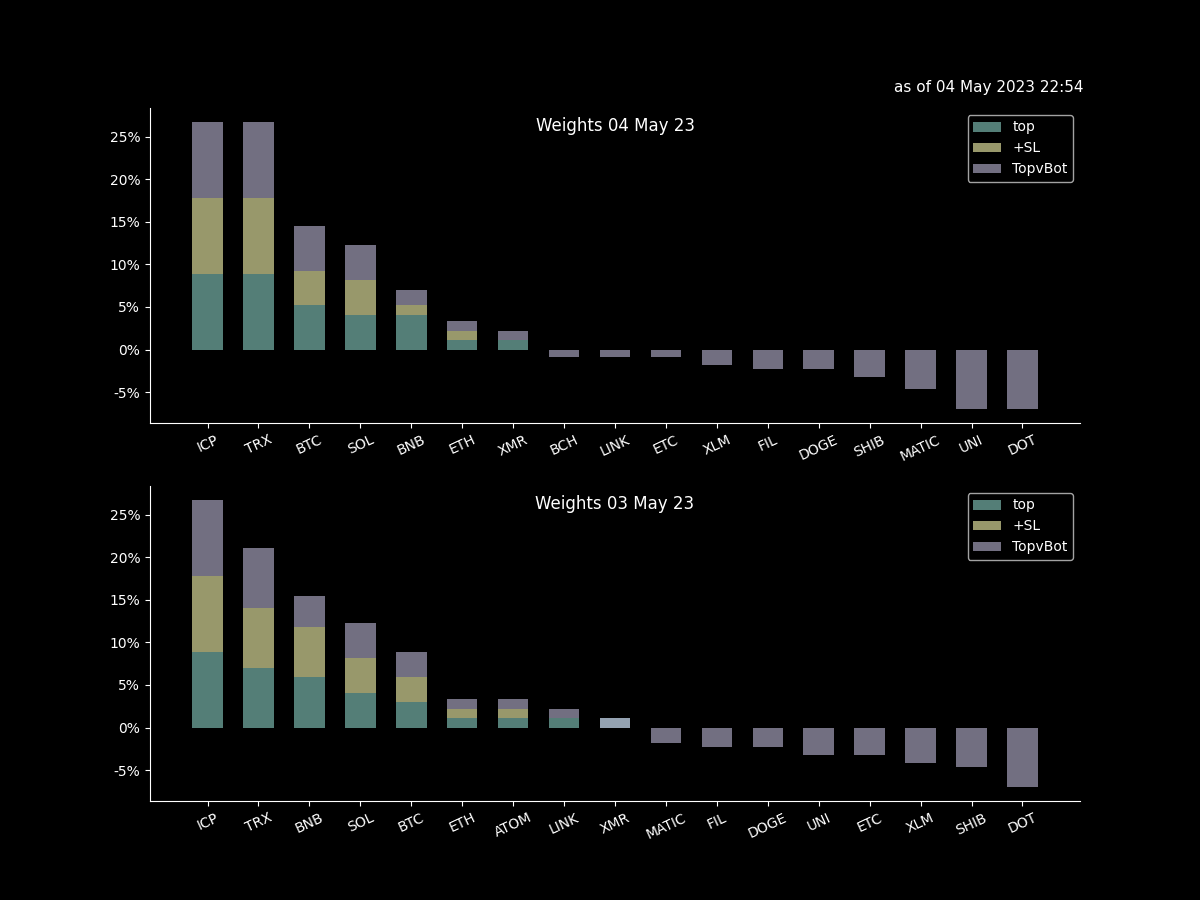 as of 04 May 2023 22:54
Weights 04 May 23
top
+SL
TopvBot
25%
20%
15%
10%
5%
0%
-5%
ICP TRX BTC SOL BNB ETH XMR BCH LINK ETC XLM FIL DOGE SHIB MATIC UNI DOT
Weights 03 May 23
top
+SL
TopvBot
25%
20%
15%
10%
5%
0%
-5%
ICP TRX BNB SOL BTC ETH ATOM LINK XMR MATIC FIL DOGE UNI ETC XLM SHIB DOT